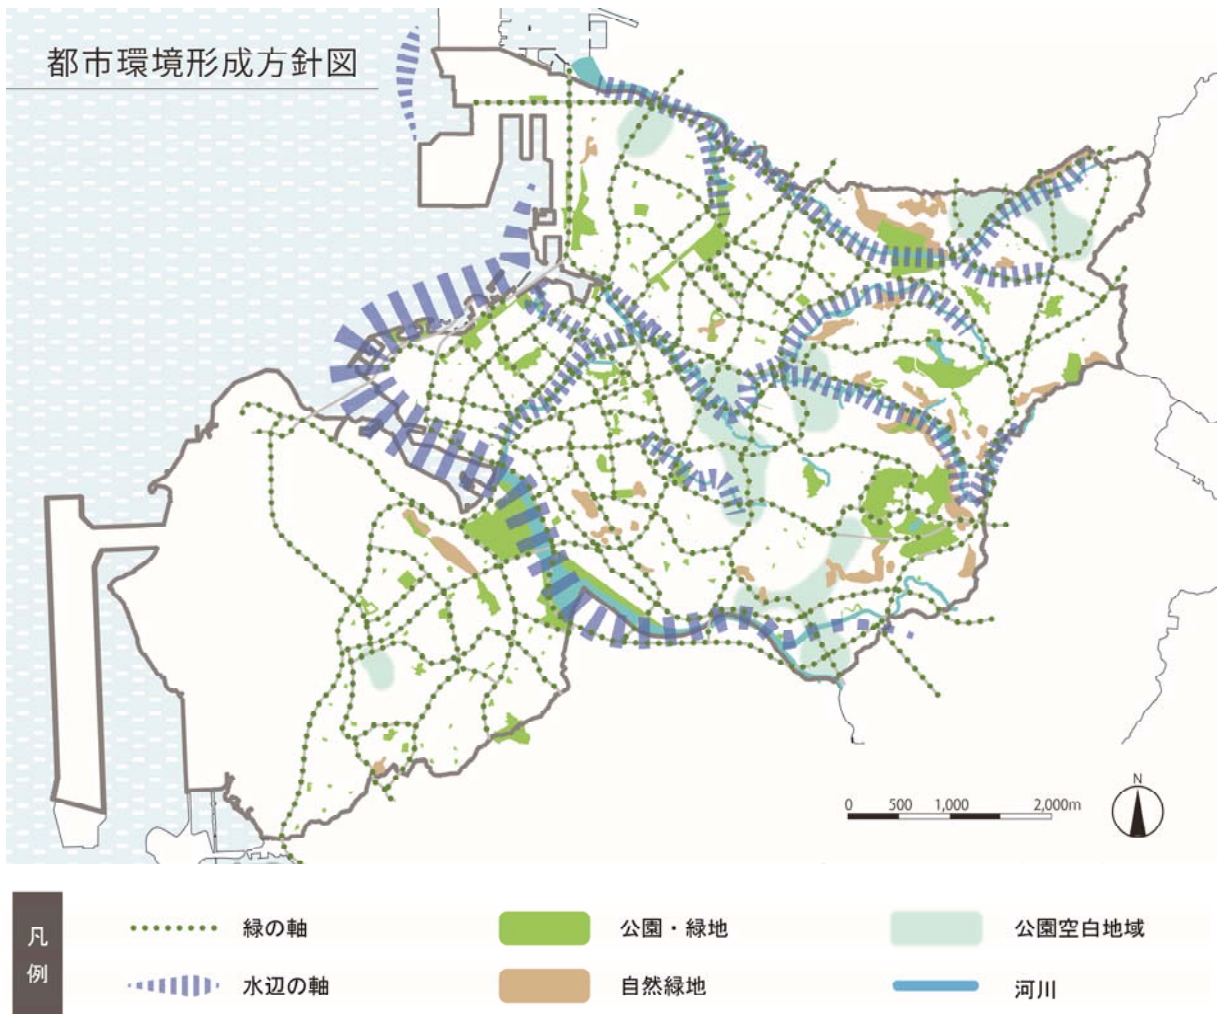 都市環境形成方針図
N
0 500 1,000 2,000m
凡例
緑の軸
公園・緑地
公園空白地域
水辺の軸
自然緑地
河川